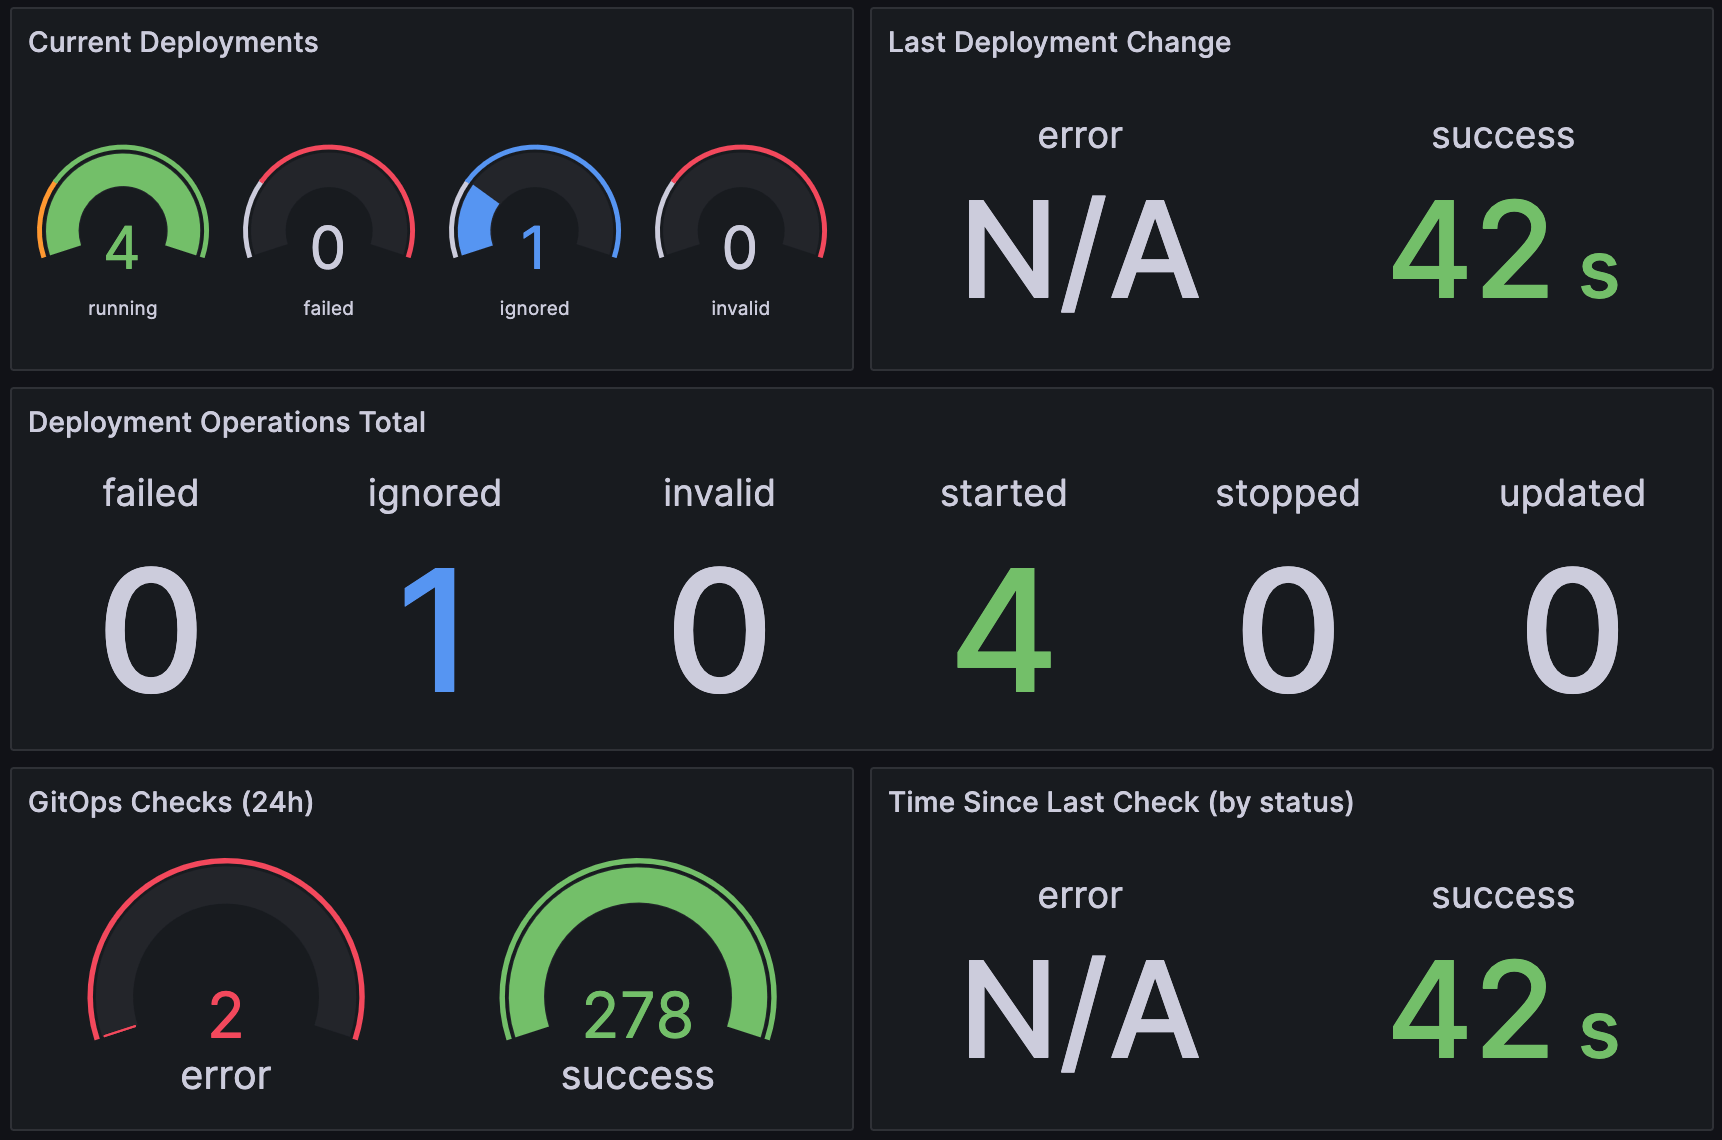 Current Deployments
4
running
0
failed
1
ignored
0
invalid
Last Deployment Change
error
N/A
success
42 s
Deployment Operations Total
failed
0
ignored
1
invalid
0
started
4
stopped
0
updated
0
GitOps Checks (24h)
2
error
278
success
Time Since Last Check (by status)
error
N/A
success
42 s